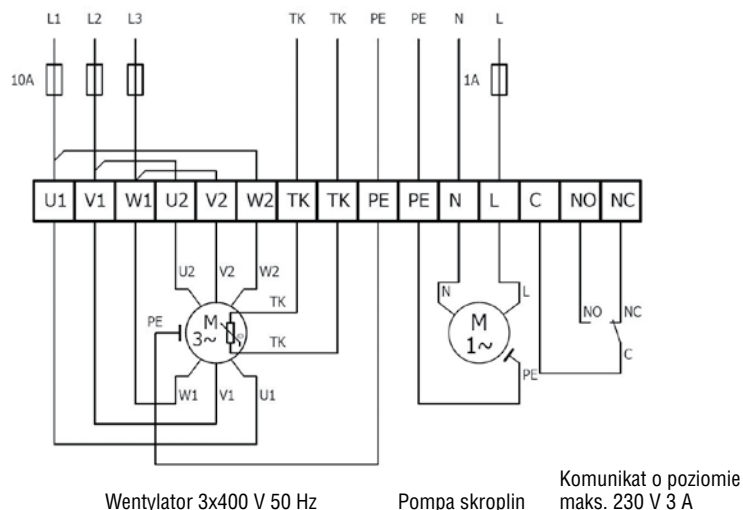 L1 L2 L3 TK TK PE PE N L
10A 1A
U1 V1 W1 U2 V2 W2 TK TK PE PE N L C NO NC
U2 V2 W2
TK
PE
M
3~
TK
W1 V1 U1
N L
M
1~
PE
NO NC
C
Wentylator 3x400 V 50 Hz
Pompa skroplin
Komunikat o poziomie
maks. 230 V 3 A